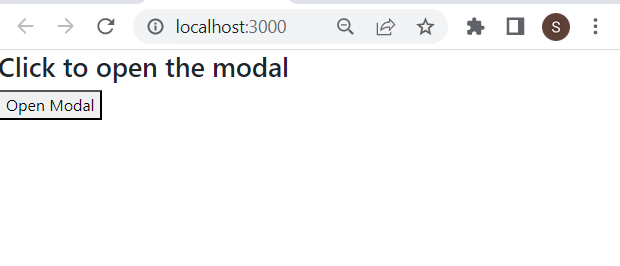 localhost:3000
S
Click to open the modal
Open Modal